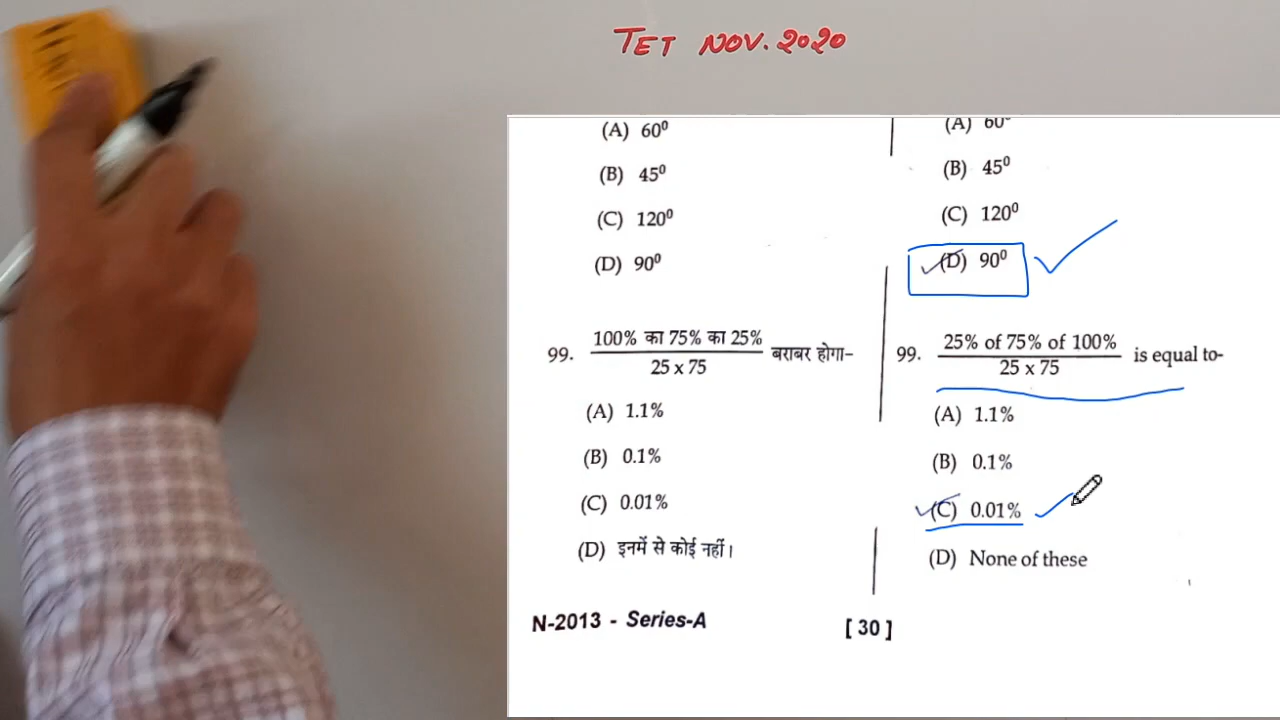 TET NOV. 2020
(A) 60⁰
(B) 45⁰
(C) 120⁰
(D) 90⁰
99. 100% का 75% का 25% / 25 x 75 बराबर होगा-
(A) 1.1%
(B) 0.1%
(C) 0.01%
(D) इनमें से कोई नहीं।
N-2013 - Series-A
(A) 60⁰
(B) 45⁰
(C) 120⁰
(D) 90⁰
99. 25% of 75% of 100% / 25 x 75 is equal to-
(A) 1.1%
(B) 0.1%
(C) 0.01%
(D) None of these
[ 30 ]